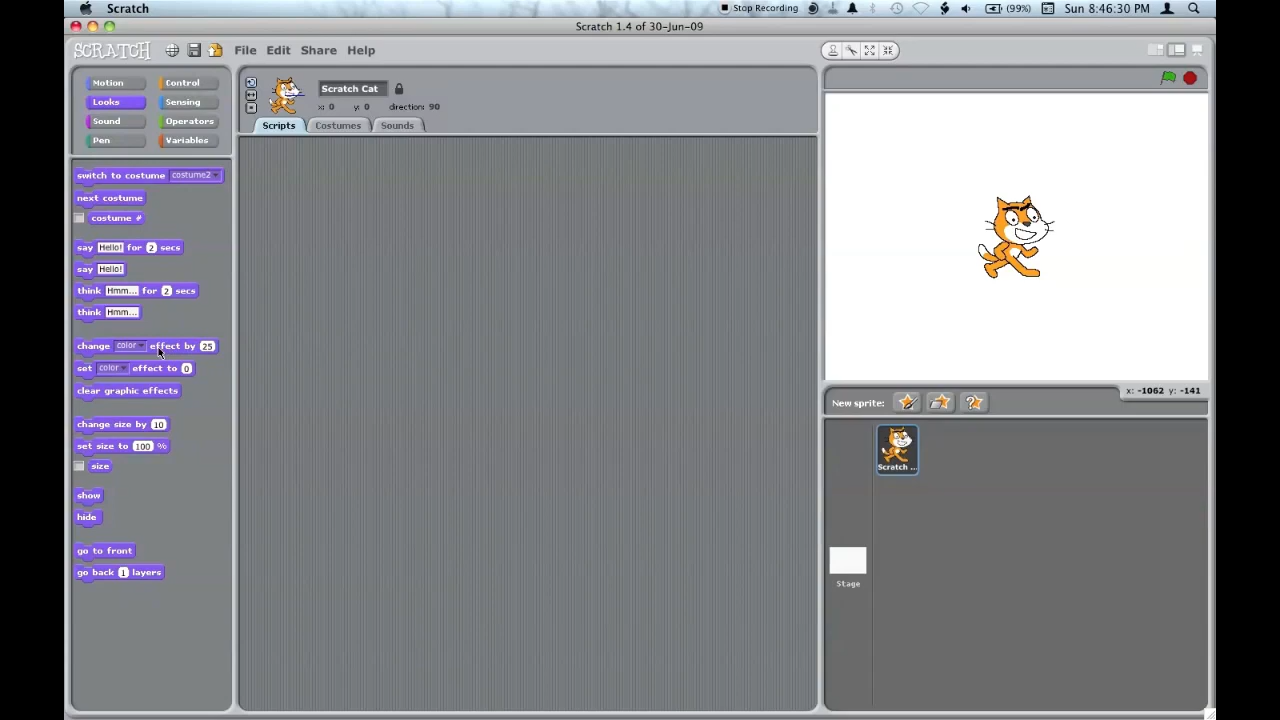 Scratch
Stop Recording
(99%)
Sun 8:46:30 PM
Scratch 1.4 of 30-Jun-09
SCRATCH
File Edit Share Help
Motion
Control
Looks
Sensing
Sound
Operators
Pen
Variables
switch to costume costume2
next costume
costume #
say Hello! for 2 secs
say Hello!
think Hmm... for 2 secs
think Hmm...
change color effect by 25
set color effect to 0
clear graphic effects
change size by 10
set size to 100 %
size
show
hide
go to front
go back 1 layers
Scratch Cat
x: 0 y: 0 direction: 90
Scripts Costumes Sounds
x: -1062 y: -141
New sprite:
Scratch ...
Stage